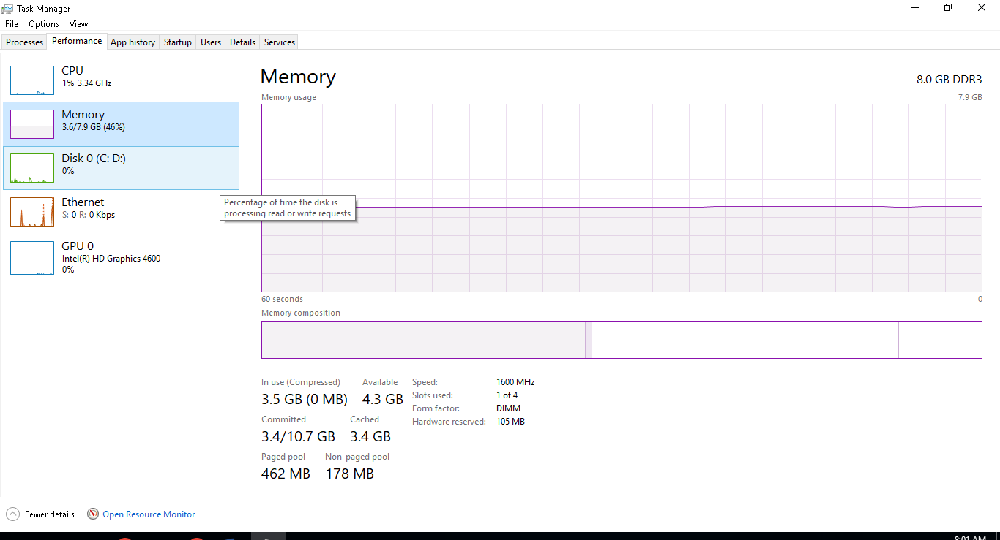 Task Manager
File Options View
Processes Performance App history Startup Users Details Services
CPU
1% 3.34 GHz
Memory
3.6/7.9 GB (46%)
Disk 0 (C: D:)
0%
Ethernet
S: 0 R: 0 Kbps
GPU 0
Intel(R) HD Graphics 4600
0%
Percentage of time the disk is
processing read or write requests
Memory 8.0 GB DDR3
Memory usage 7.9 GB
60 seconds 0
Memory composition
In use (Compressed) Available
3.5 GB (0 MB) 4.3 GB
Committed Cached
3.4/10.7 GB 3.4 GB
Paged pool Non-paged pool
462 MB 178 MB
Speed: 1600 MHz
Slots used: 1 of 4
Form factor: DIMM
Hardware reserved: 105 MB
Fewer details Open Resource Monitor
8:01 AM